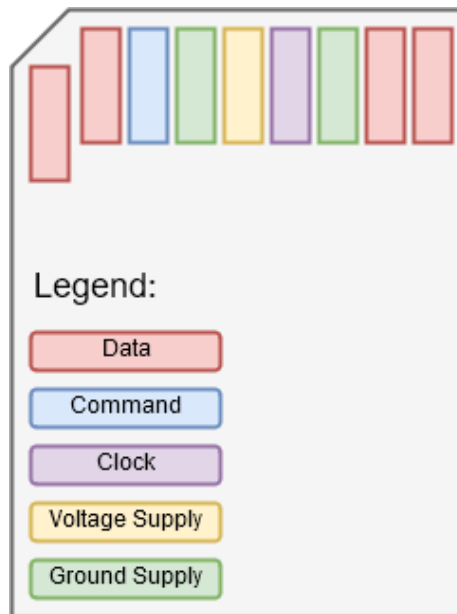 Legend:
Data
Command
Clock
Voltage Supply
Ground Supply